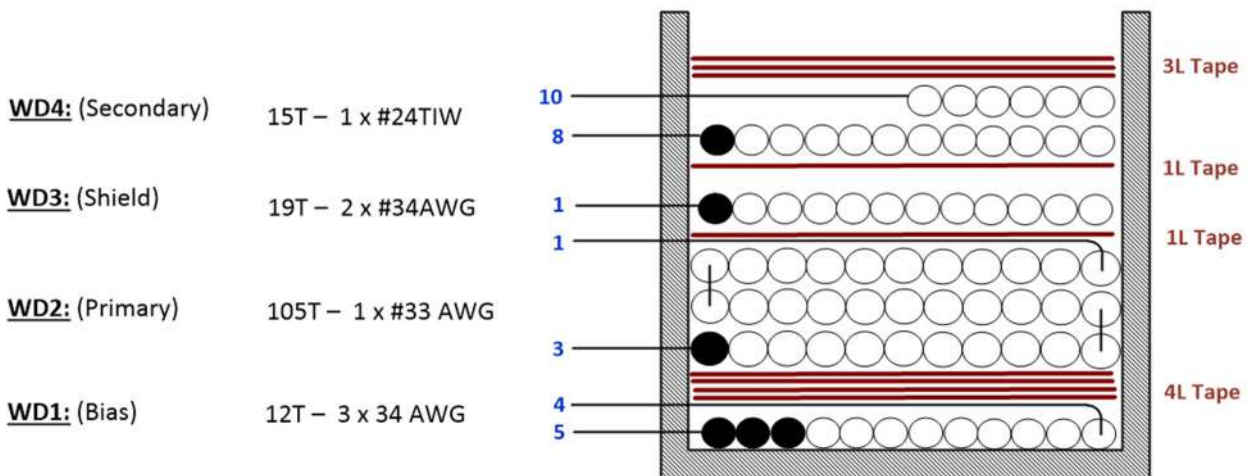 3L Tape
10
WD4: (Secondary) 15T – 1 x #24TIW
8
1L Tape
WD3: (Shield) 19T – 2 x #34AWG 1
1 1L Tape
WD2: (Primary) 105T – 1 x #33 AWG
3
4L Tape
4
WD1: (Bias) 12T – 3 x 34 AWG
5